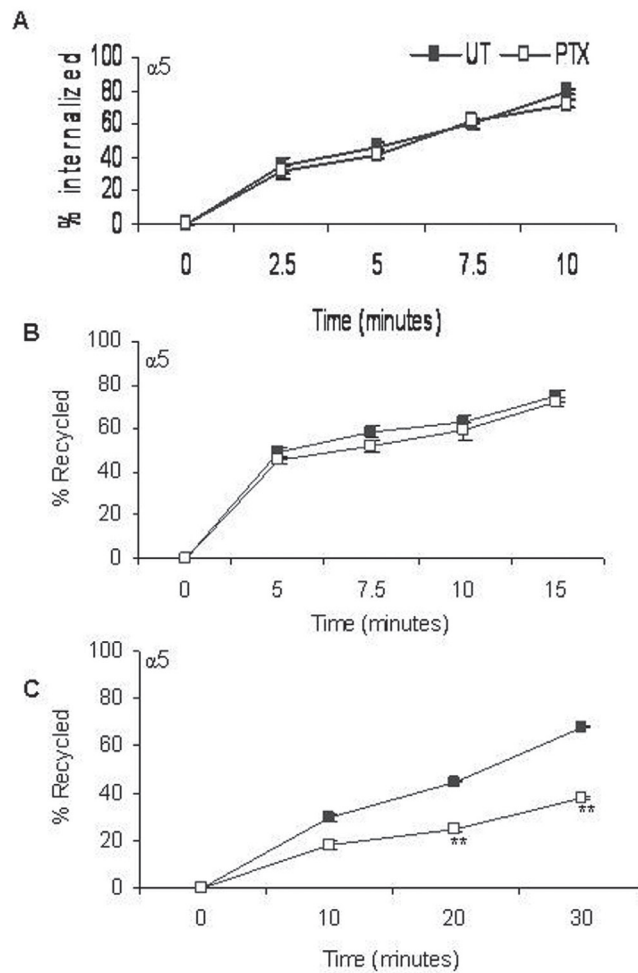 A
α5
UT PTX
% internalized
100
80
60
40
20
0
0 2.5 5 7.5 10
Time (minutes)
B
α5
% Recycled
100
80
60
40
20
0
0 5 7.5 10 15
Time (minutes)
C
α5
% Recycled
100
80
60
40
20
0
**
**
0 10 20 30
Time (minutes)